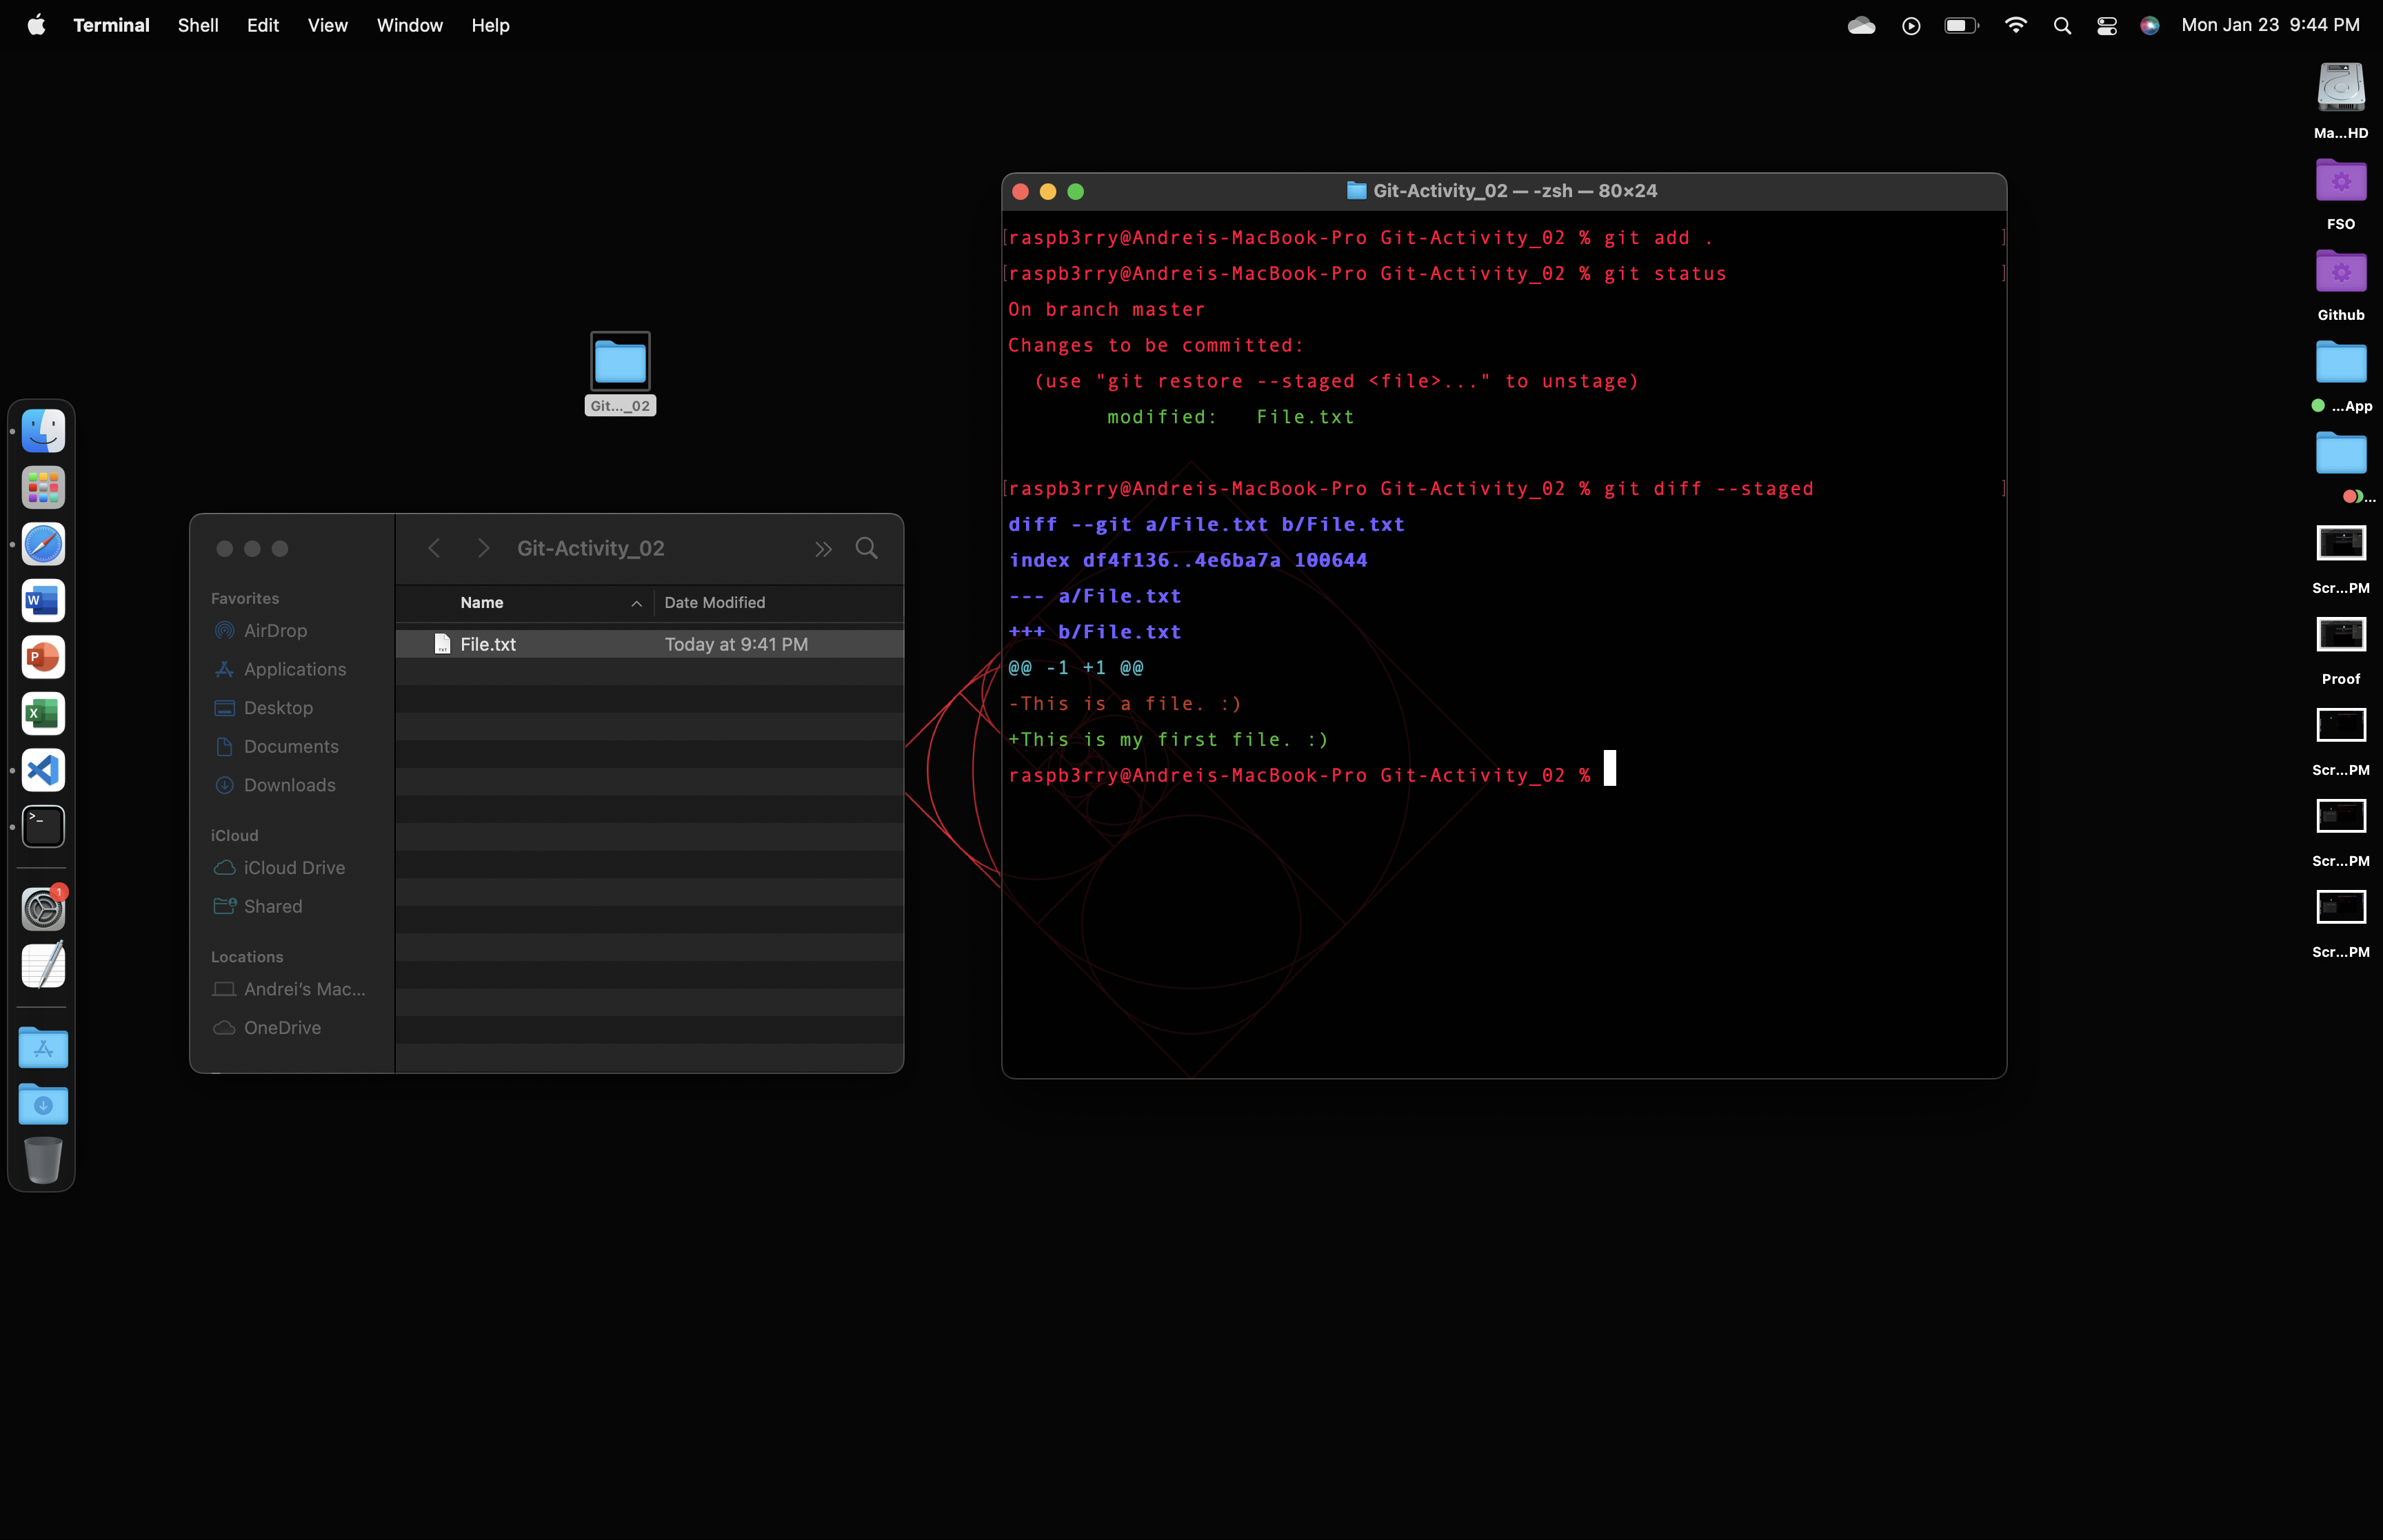 Terminal Shell Edit View Window Help
Mon Jan 23 9:44 PM
Ma...HD
FSO
Github
...App
...
Scr...PM
Proof
Scr...PM
Scr...PM
Scr...PM
Git..._02
W
P
X
>_
1
Git-Activity_02
Favorites
AirDrop
Applications
Desktop
Documents
Downloads
iCloud
iCloud Drive
Shared
Locations
Andrei’s Mac...
OneDrive
Name Date Modified
File.txt Today at 9:41 PM
Git-Activity_02 — -zsh — 80×24
[raspb3rry@Andreis-MacBook-Pro Git-Activity_02 % git add . ]
[raspb3rry@Andreis-MacBook-Pro Git-Activity_02 % git status ]
On branch master
Changes to be committed:
(use "git restore --staged <file>..." to unstage)
modified: File.txt
[raspb3rry@Andreis-MacBook-Pro Git-Activity_02 % git diff --staged ]
diff --git a/File.txt b/File.txt
index df4f136..4e6ba7a 100644
--- a/File.txt
+++ b/File.txt
@@ -1 +1 @@
-This is a file. :)
+This is my first file. :)
raspb3rry@Andreis-MacBook-Pro Git-Activity_02 %